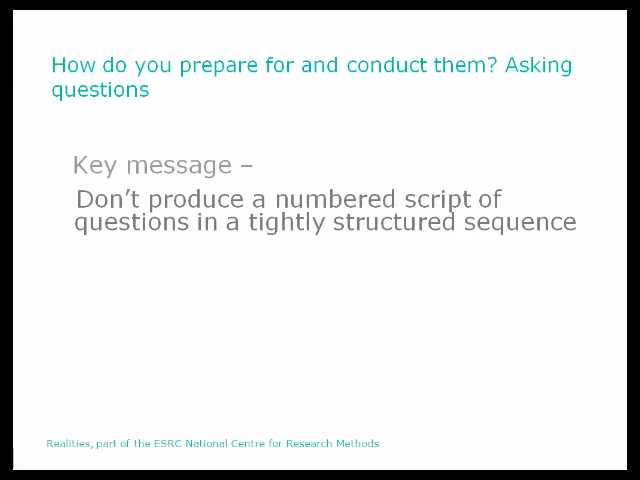 How do you prepare for and conduct them? Asking
questions
Key message –
Don’t produce a numbered script of
questions in a tightly structured sequence
Realities, part of the ESRC National Centre for Research Methods